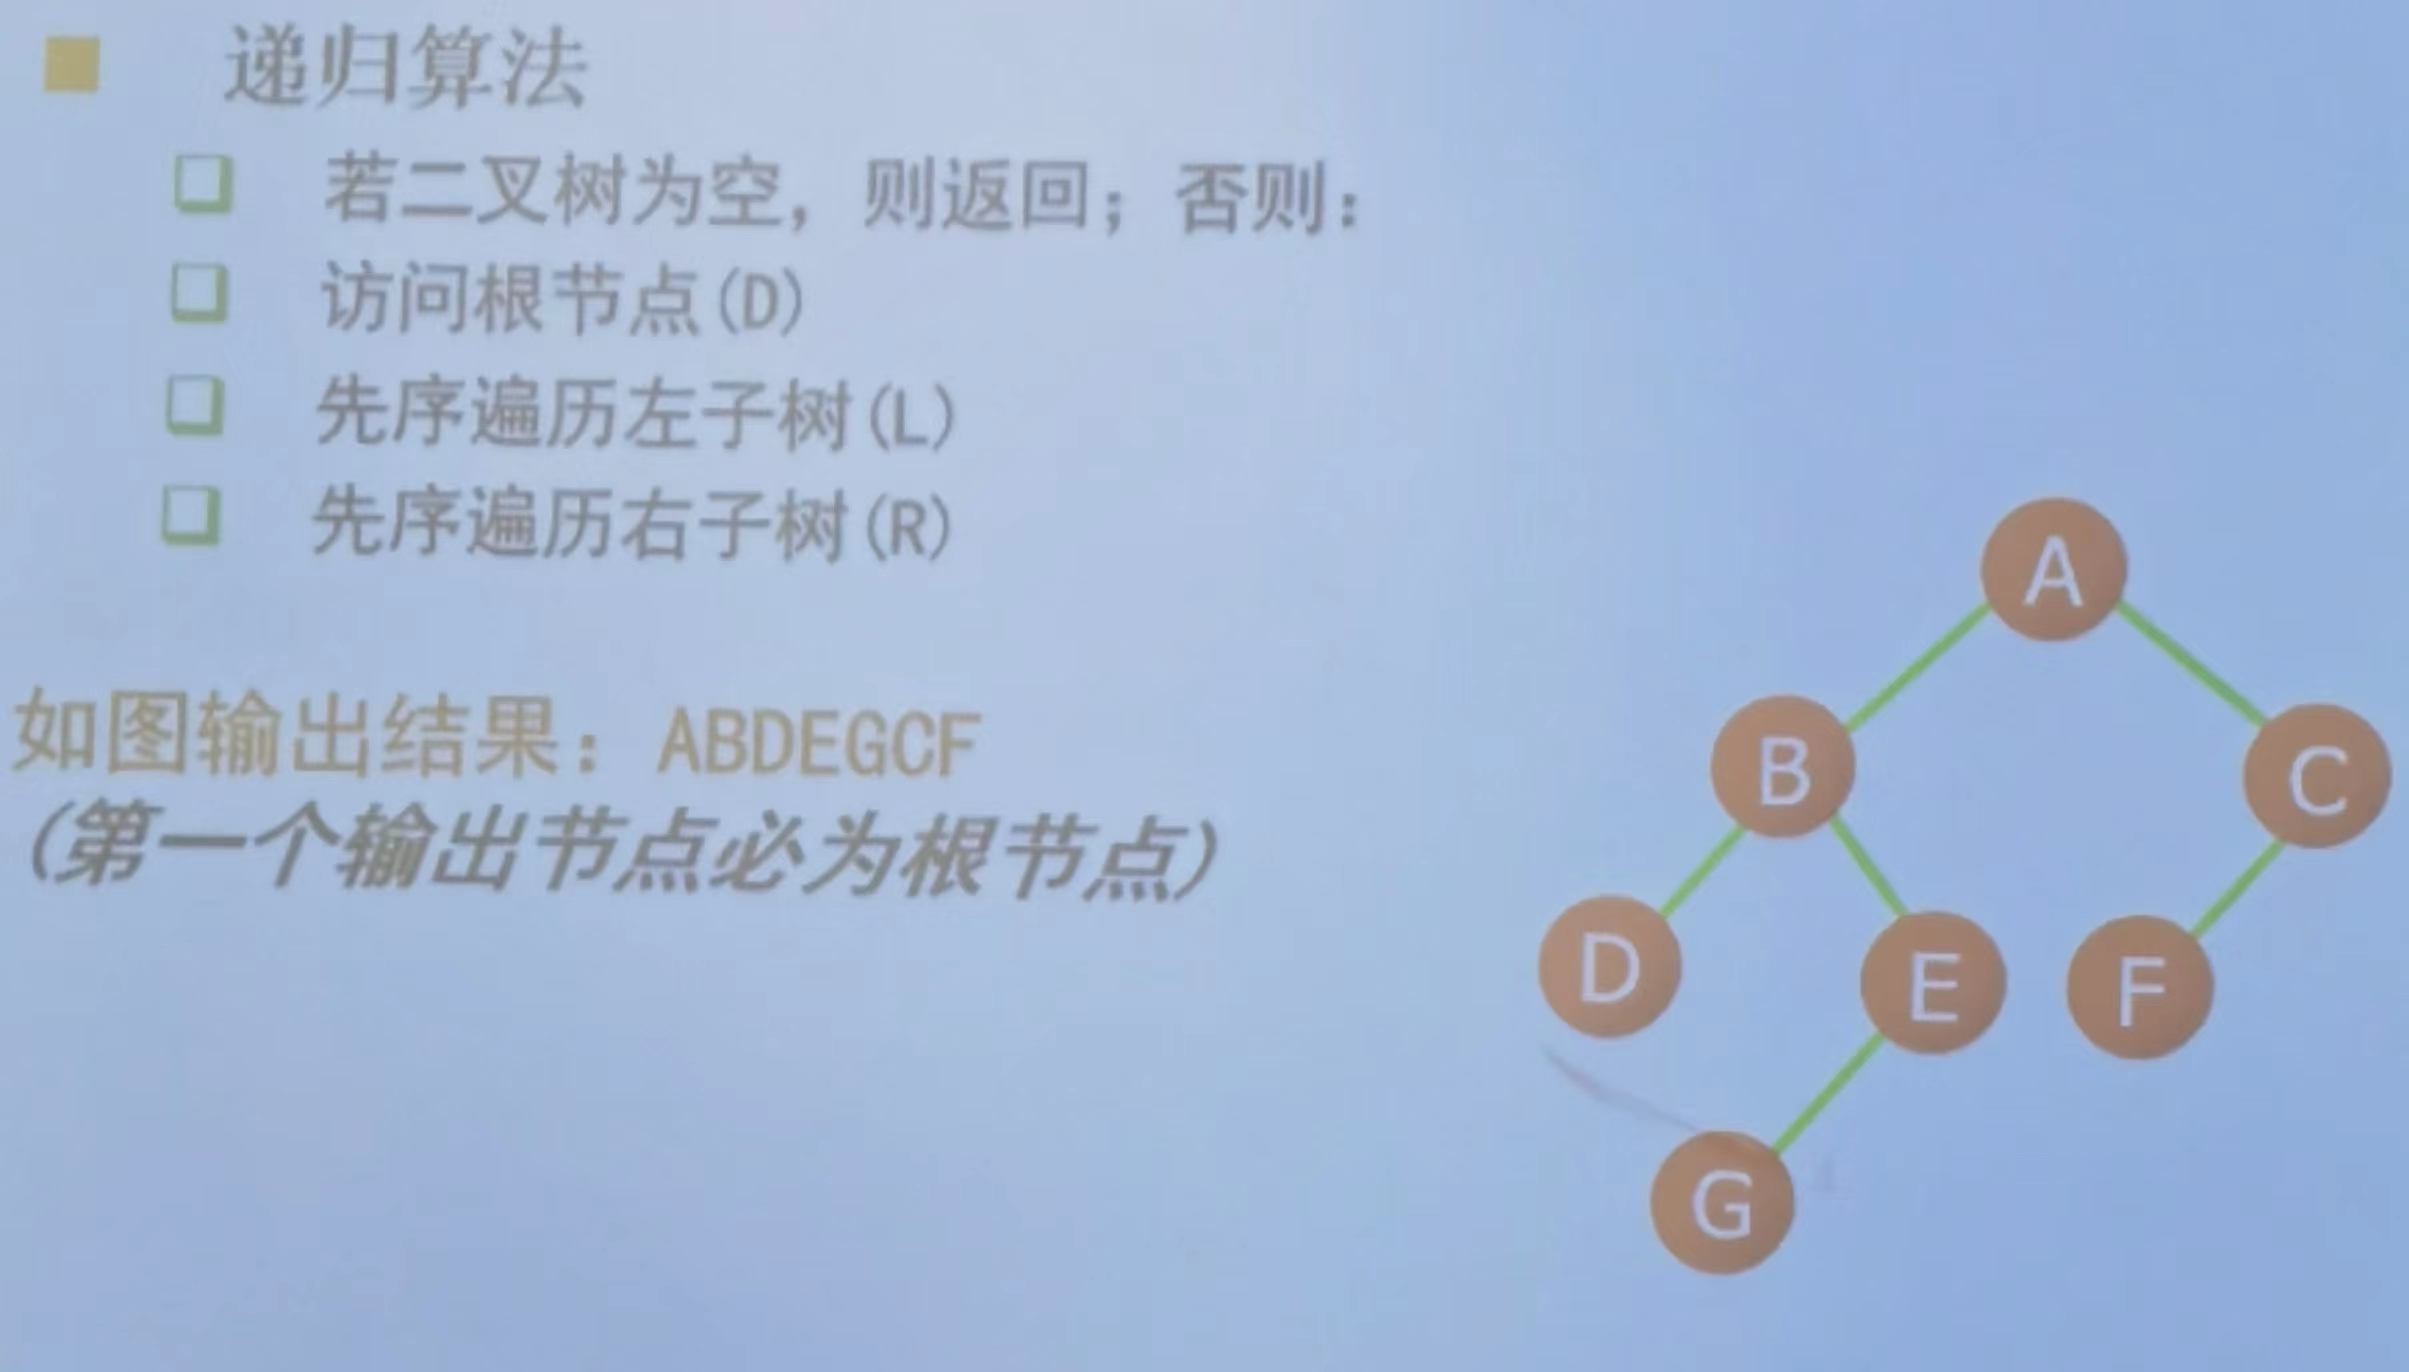 递归算法
若二叉树为空，则返回；否则：
访问根节点(D)
先序遍历左子树(L)
先序遍历右子树(R)
如图输出结果：ABDEGCF
(第一个输出节点必为根节点)
A
B
C
D
E
F
G